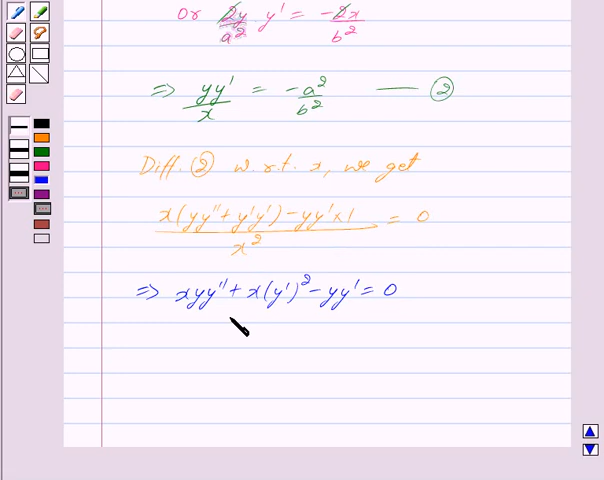 Or 2y/a² y' = -2x/b²
⇒ yy'/x = -a²/b² —— ②
Diff. ② w.r.t. x, we get
x(yy''+y'y')-yy'×1/x² = 0
⇒ xyy''+x(y')²-yy'=0